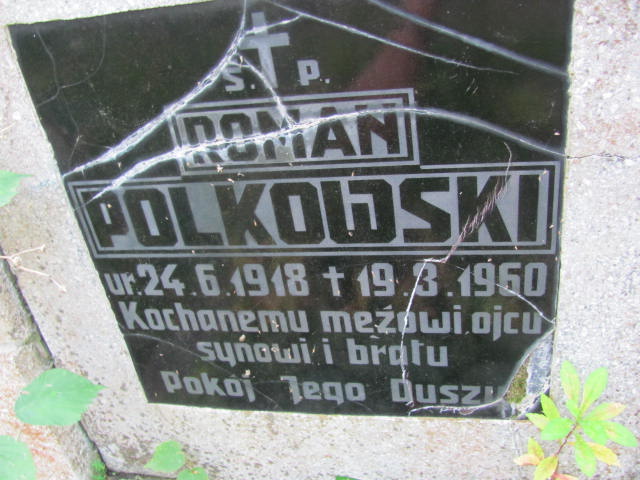 ś. p.
ROMAN
POLKOWSKI
ur. 24.6.1918 † 19.3.1960
Kochanemu mężowi, ojcu
synowi i bratu
Pokój Jego Duszy